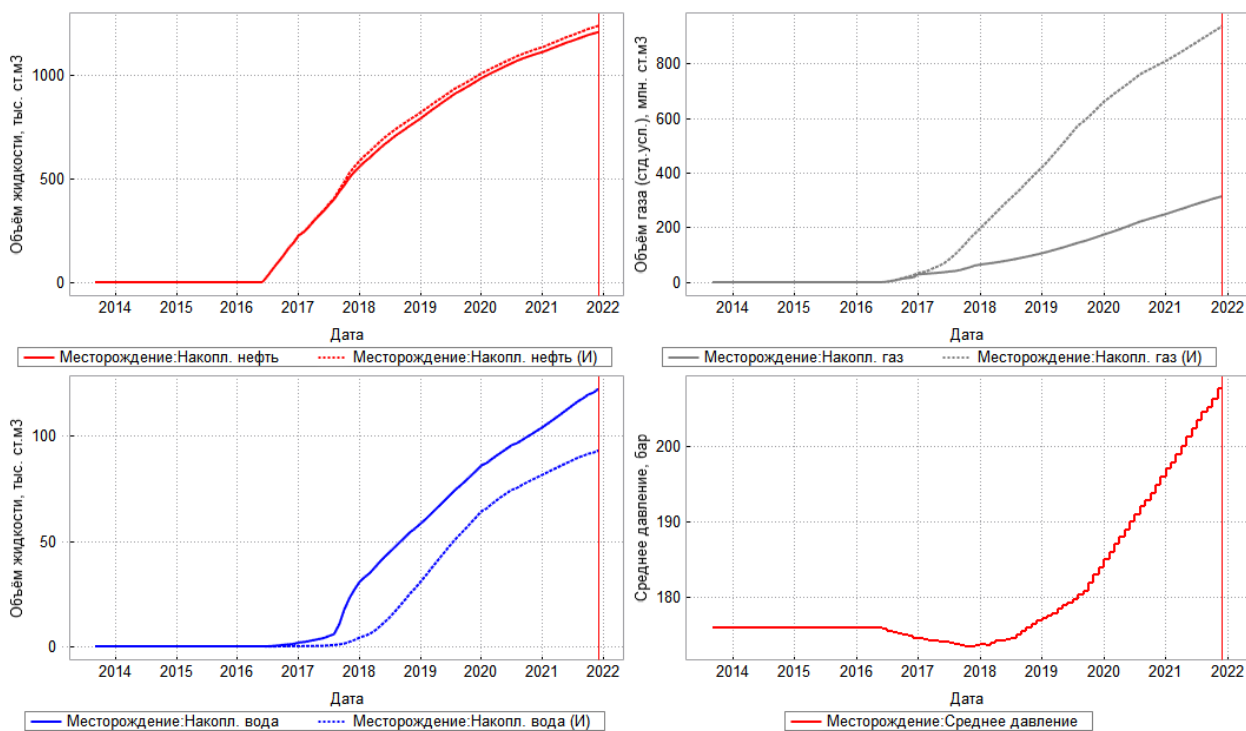 Объём жидкости, тыс. ст.м3
1000
500
0
2014 2015 2016 2017 2018 2019 2020 2021 2022
Дата
Месторождение:Накопл. нефть Месторождение:Накопл. нефть (И)
Объём газа (стд.усл.), млн. ст.м3
800
600
400
200
0
2014 2015 2016 2017 2018 2019 2020 2021 2022
Дата
Месторождение:Накопл. газ Месторождение:Накопл. газ (И)
Объём жидкости, тыс. ст.м3
100
50
0
2014 2015 2016 2017 2018 2019 2020 2021 2022
Дата
Месторождение:Накопл. вода Месторождение:Накопл. вода (И)
Среднее давление, бар
200
190
180
2014 2015 2016 2017 2018 2019 2020 2021 2022
Дата
Месторождение:Среднее давление